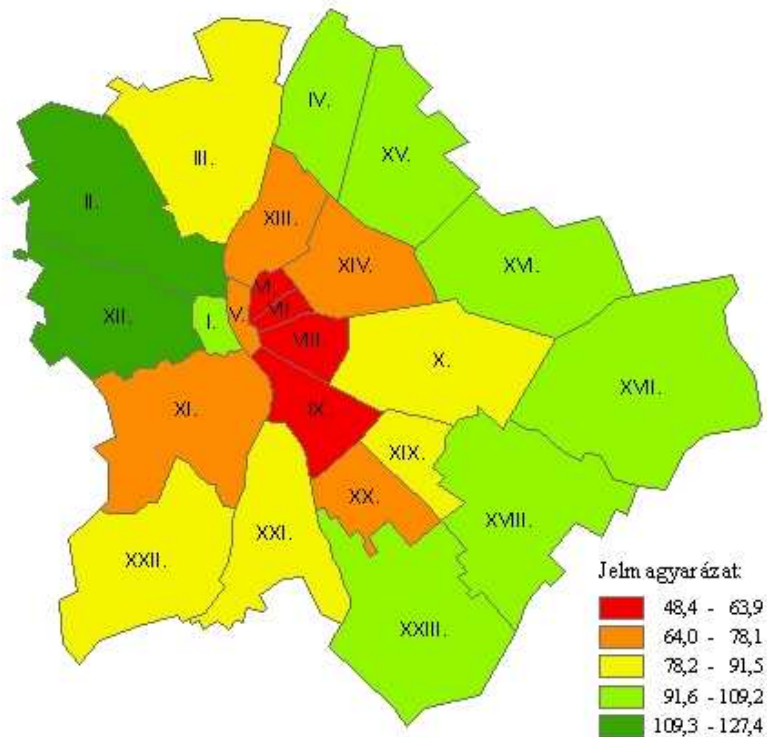 IV.
III.
XV.
II.
XIII.
XIV.
XVI.
VI.
VII.
XII.
I.
V.
VIII.
X.
XVII.
XI.
IX.
XIX.
XX.
XVIII.
XXI.
XXII.
XXIII.
Jelm agyarázat:
48,4 - 63,9
64,0 - 78,1
78,2 - 91,5
91,6 - 109,2
109,3 - 127,4